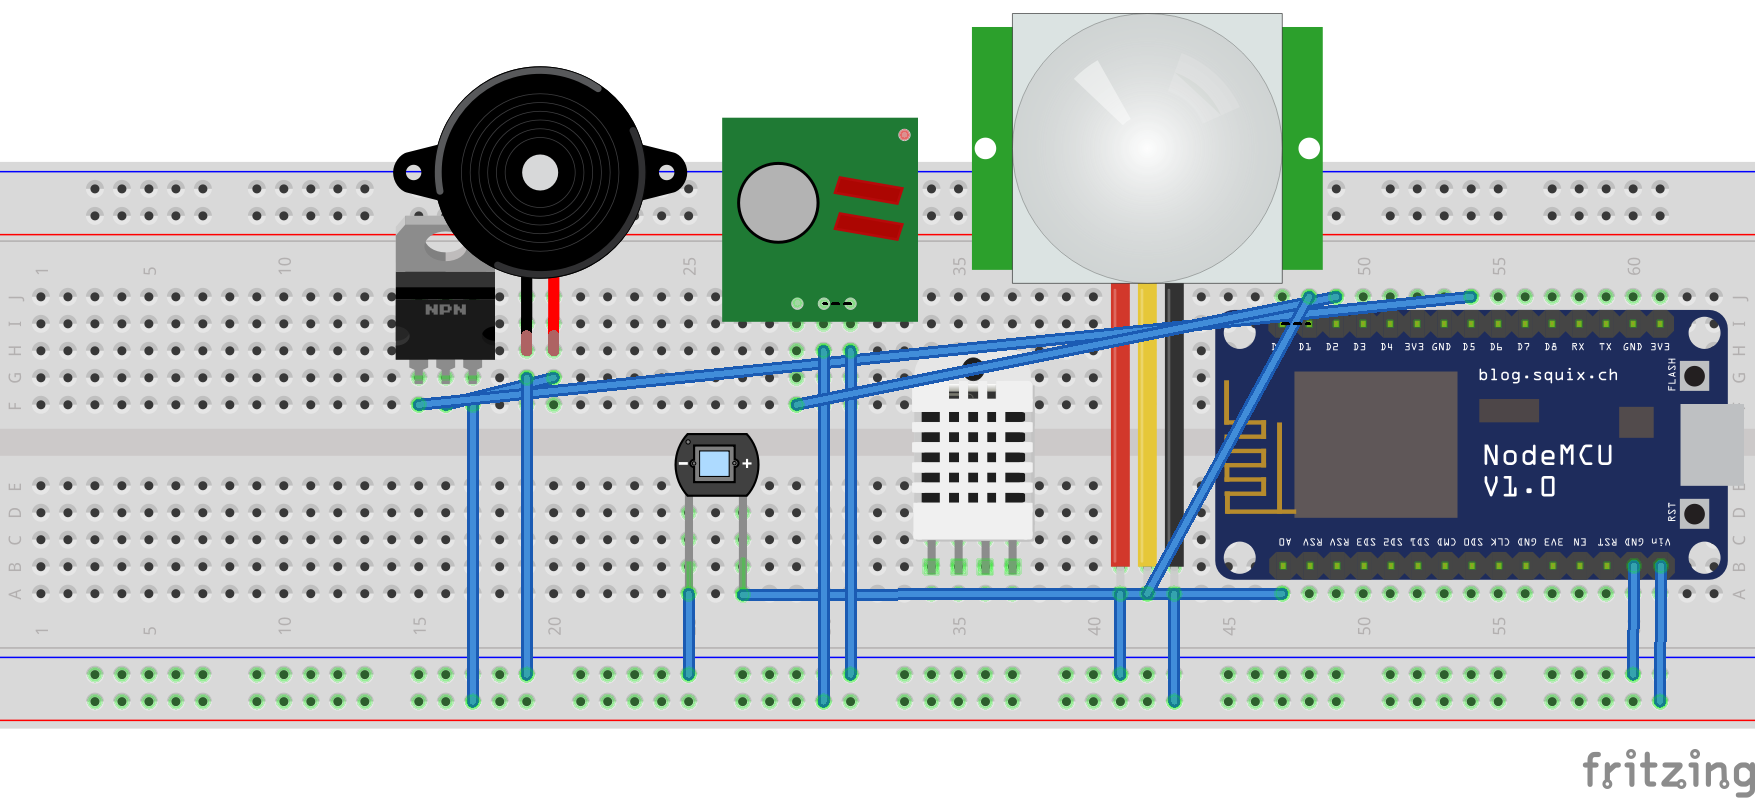 1 5 10 25 35 50 55 60
J
I
H
G
F
NPN
D1 D2 D3 D4 3V3 GND D5 D6 D7 D8 RX TX GND 3V3
FLASH
blog.squix.ch
NodeMCU
V1.0
RST
- +
E
D
C
B
A
A0 RSV RSV SD3 SD2 SD1 CMD SD0 CLK GND 3V3 EN RST GND Vin
1 5 10 15 20 35 40 45 50 55
fritzing